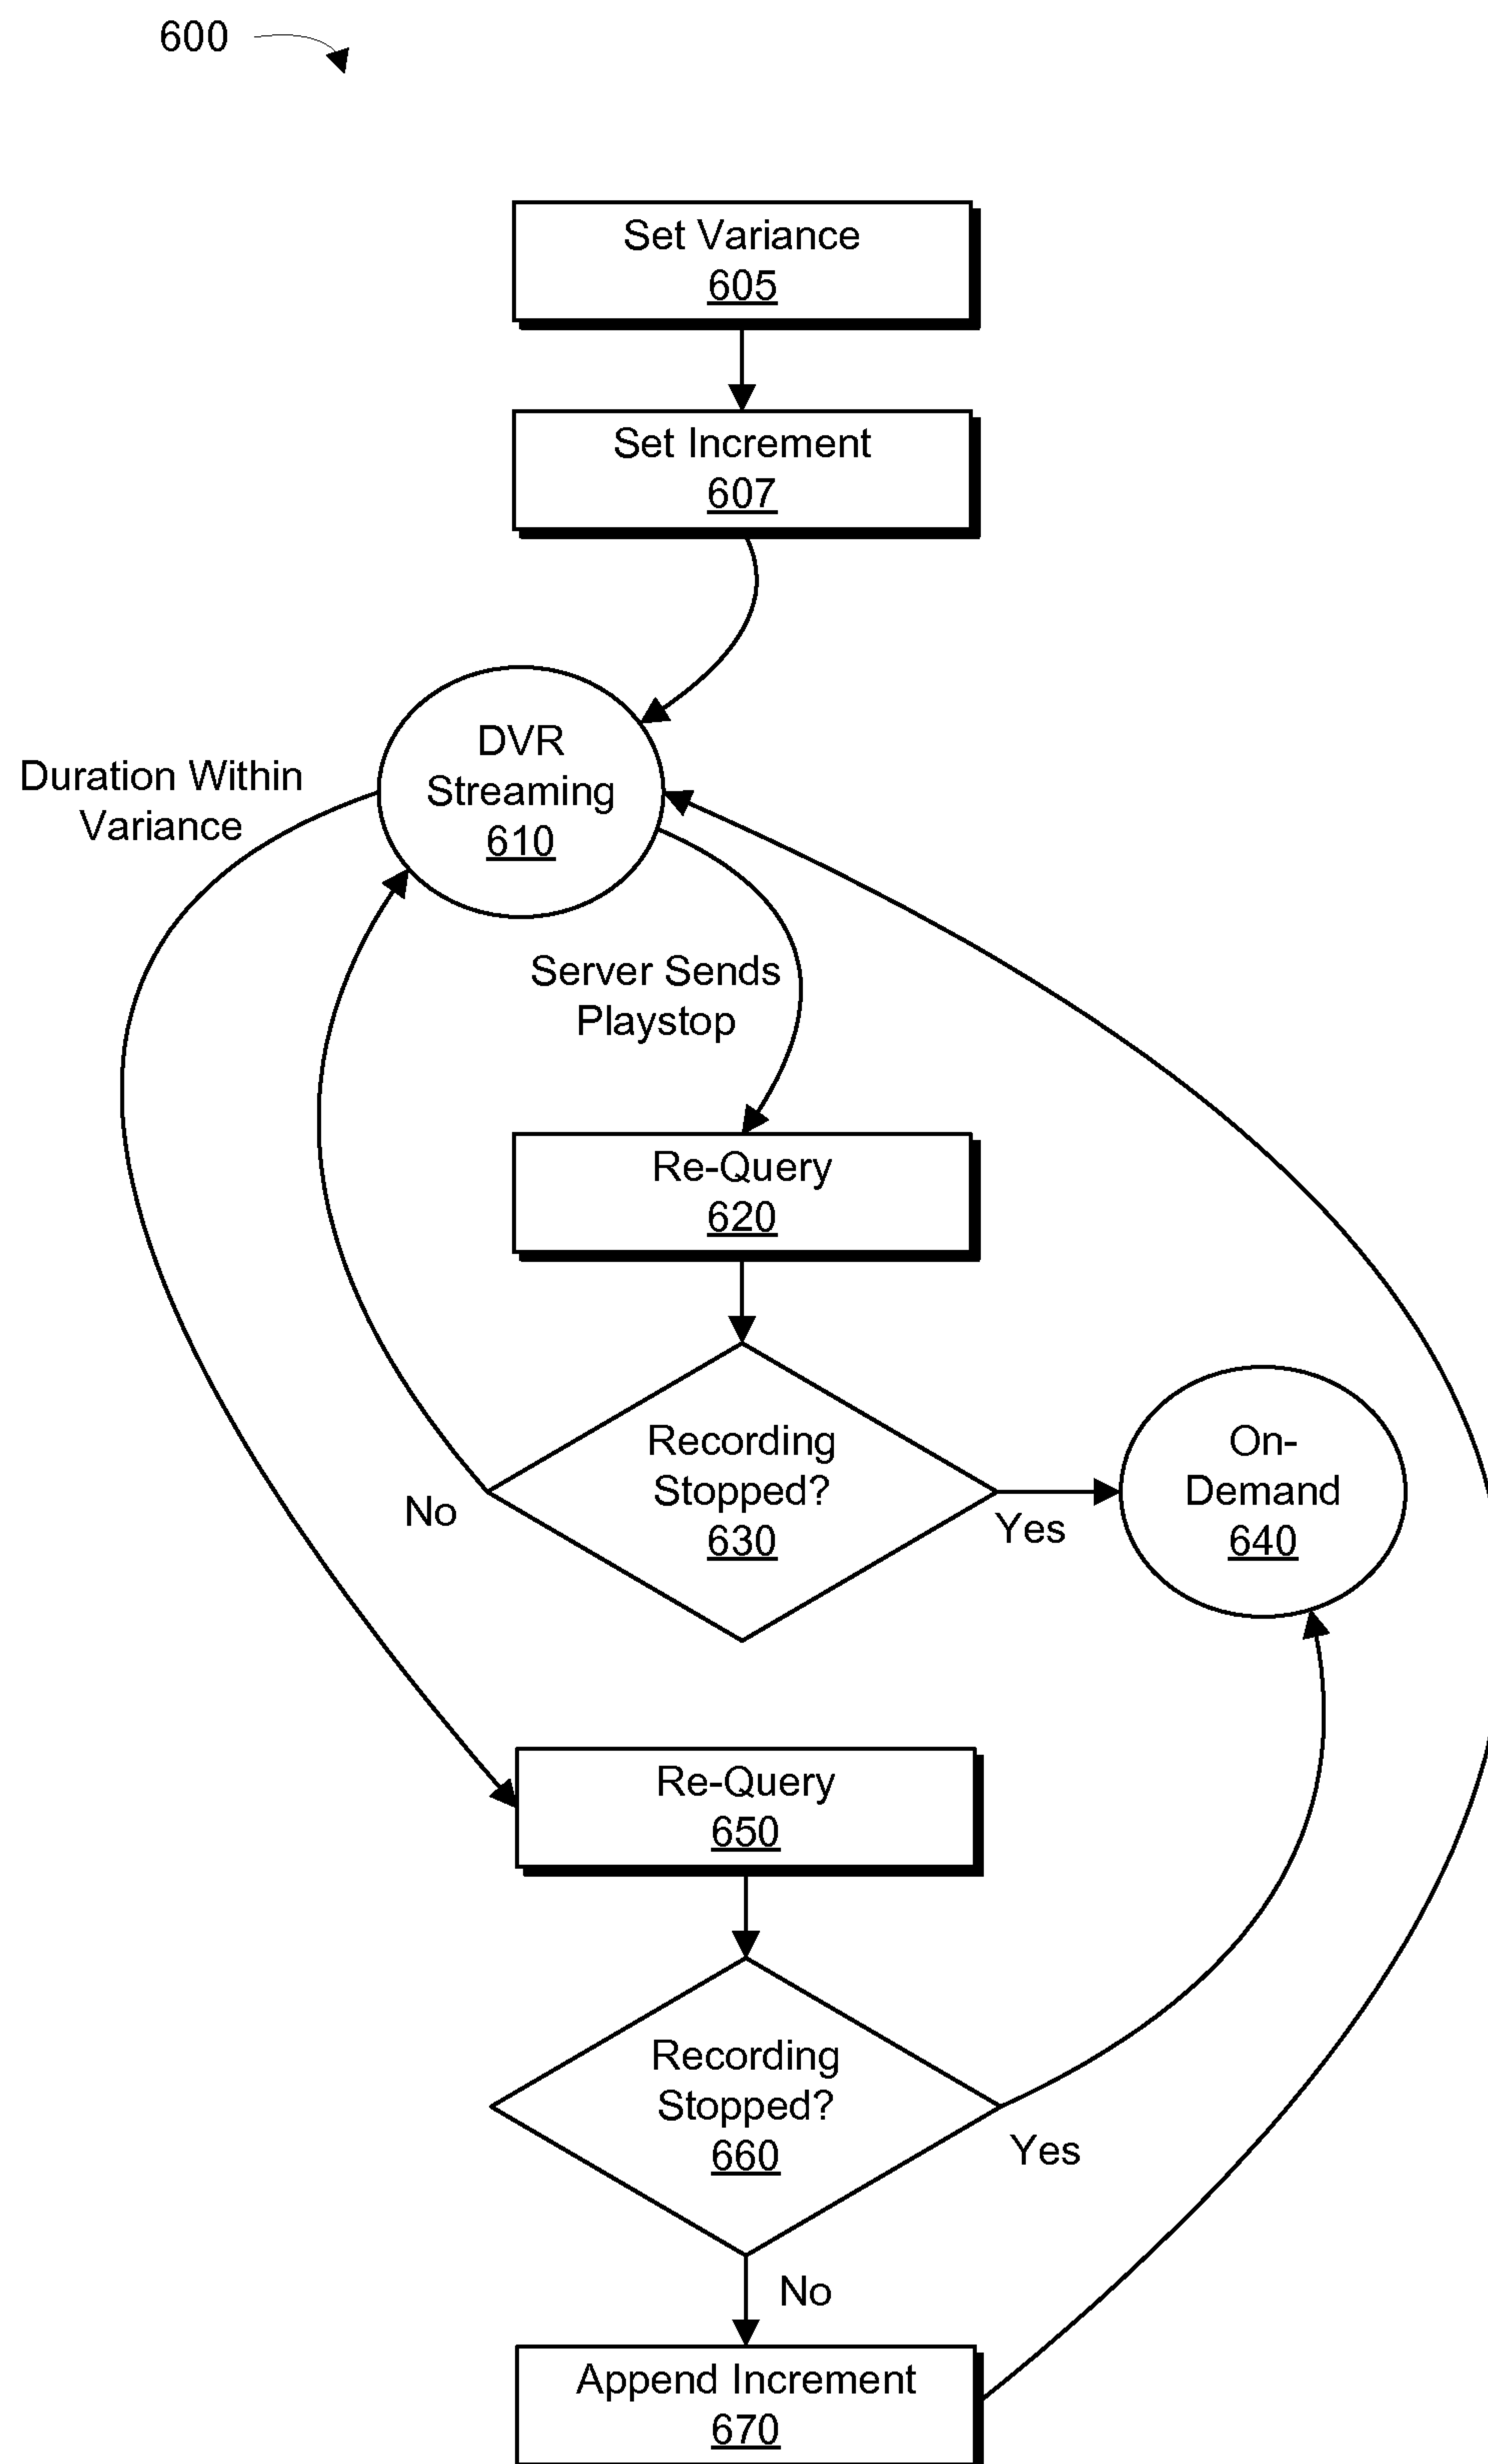 600
Set Variance
605
Set Increment
607
DVR
Streaming
610
Duration Within
Variance
Server Sends
Playstop
Re-Query
620
Recording
Stopped?
630
No
Yes
On-
Demand
640
Re-Query
650
Recording
Stopped?
660
Yes
No
Append Increment
670